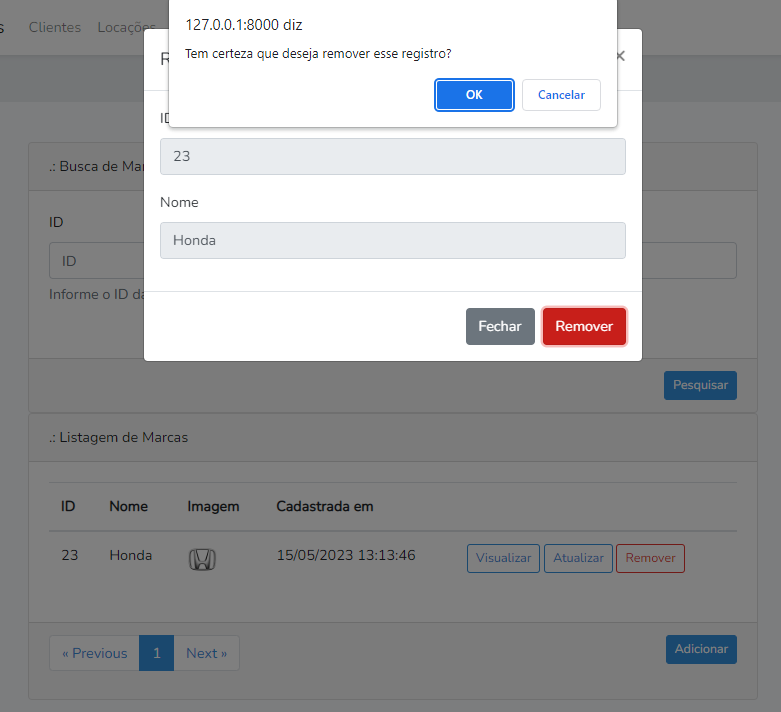 s Clientes Locações
127.0.0.1:8000 diz
Tem certeza que deseja remover esse registro?
OK Cancelar
R ×
ID
23
Nome
Honda
Fechar Remover
.: Busca de Mar
ID
ID
Informe o ID da
Pesquisar
.: Listagem de Marcas
ID Nome Imagem Cadastrada em
23 Honda 15/05/2023 13:13:46 Visualizar Atualizar Remover
« Previous 1 Next » Adicionar